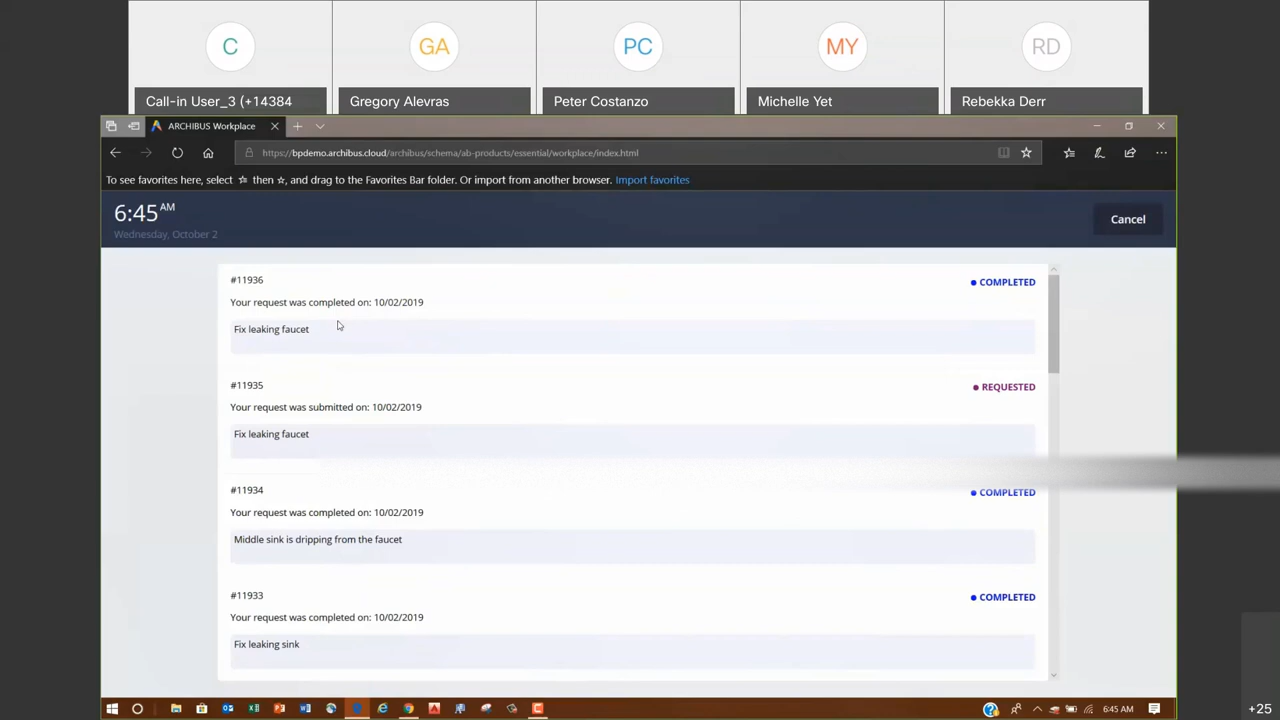 C
GA
PC
MY
RD
Call-in User_3 (+14384
Gregory Alevras
Peter Costanzo
Michelle Yet
Rebekka Derr
ARCHIBUS Workplace
https://bpdemo.archibus.cloud/archibus/schema/ab-products/essential/workplace/index.html
To see favorites here, select ☆ then ☆, and drag to the Favorites Bar folder. Or import from another browser. Import favorites
6:45 AM
Wednesday, October 2
Cancel
#11936
COMPLETED
Your request was completed on: 10/02/2019
Fix leaking faucet
#11935
REQUESTED
Your request was submitted on: 10/02/2019
Fix leaking faucet
#11934
COMPLETED
Your request was completed on: 10/02/2019
Middle sink is dripping from the faucet
#11933
COMPLETED
Your request was completed on: 10/02/2019
Fix leaking sink
6:45 AM
+25